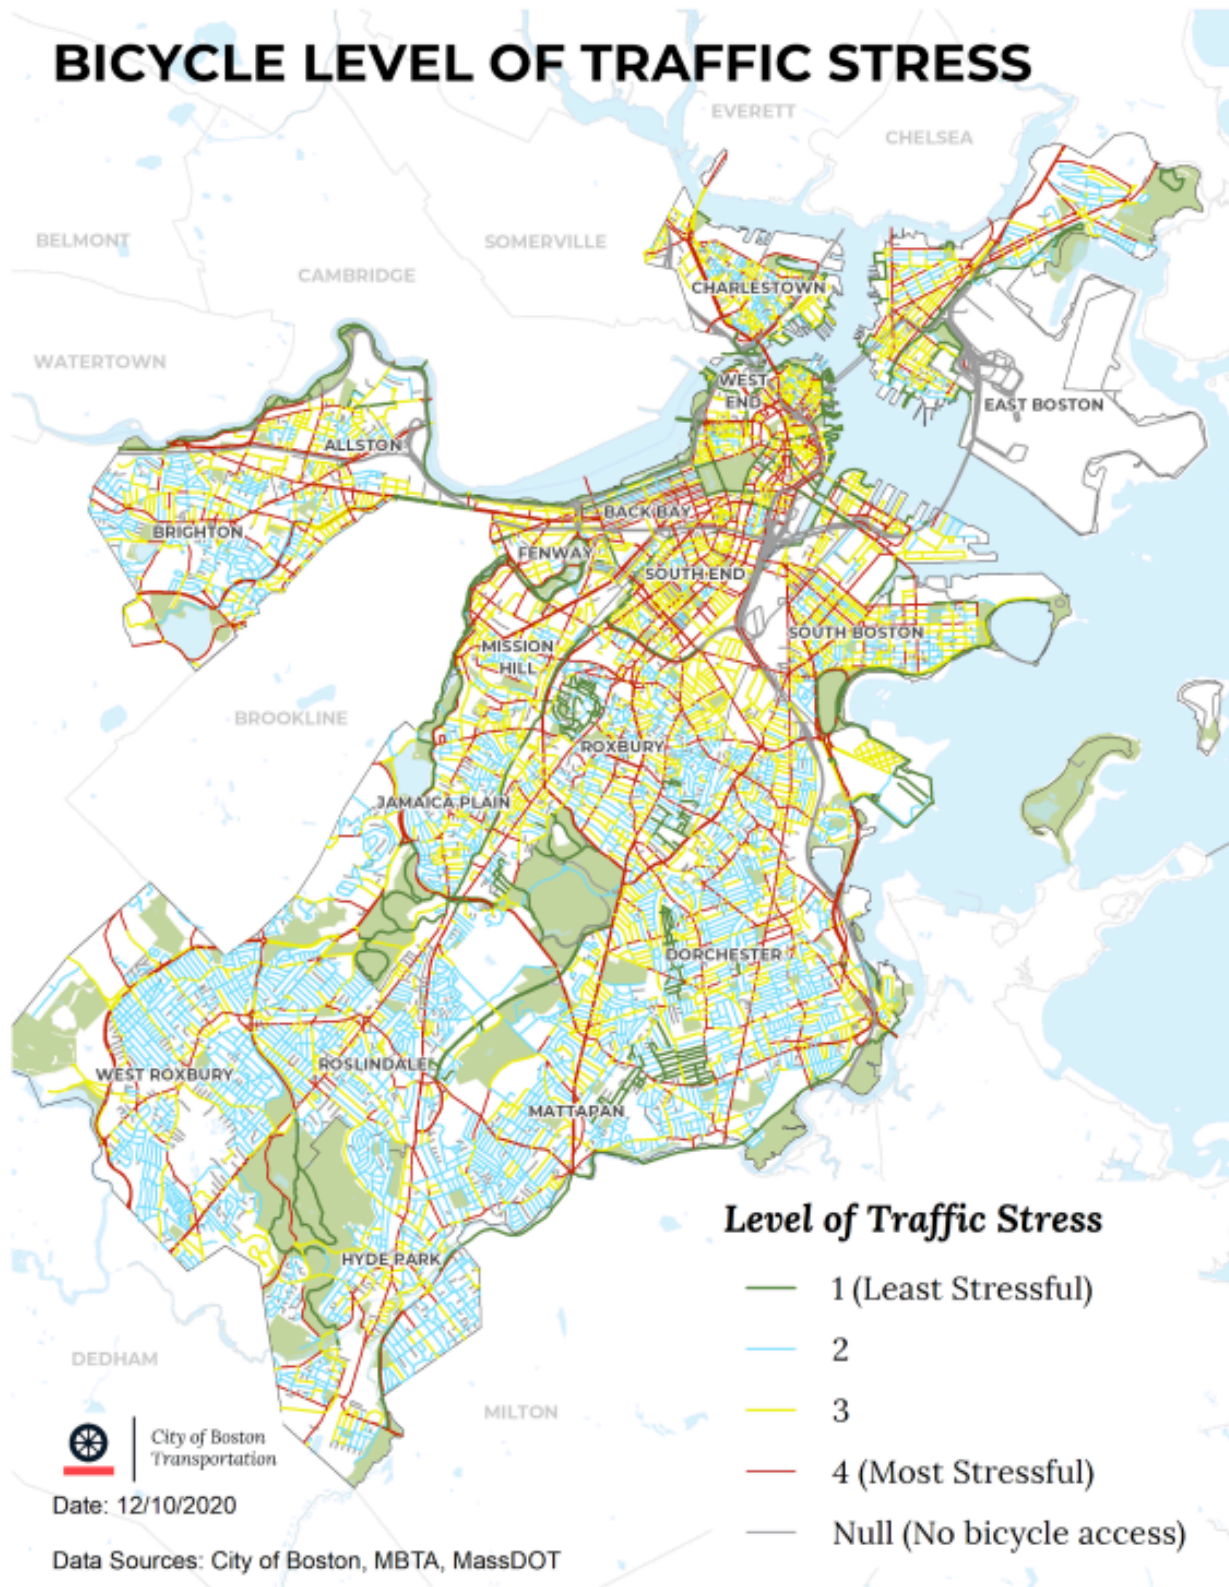 BICYCLE LEVEL OF TRAFFIC STRESS
EVERETT
CHELSEA
BELMONT
SOMERVILLE
CAMBRIDGE
CHARLESTOWN
WATERTOWN
WEST
END
EAST BOSTON
ALLSTON
BACK BAY
BRIGHTON
FENWAY
SOUTH END
SOUTH BOSTON
MISSION
HILL
BROOKLINE
ROXBURY
JAMAICA PLAIN
DORCHESTER
WEST ROXBURY
ROSLINDALE
MATTAPAN
HYDE PARK
DEDHAM
MILTON
Level of Traffic Stress
1 (Least Stressful)
2
3
4 (Most Stressful)
Null (No bicycle access)
City of Boston
Transportation
Date: 12/10/2020
Data Sources: City of Boston, MBTA, MassDOT